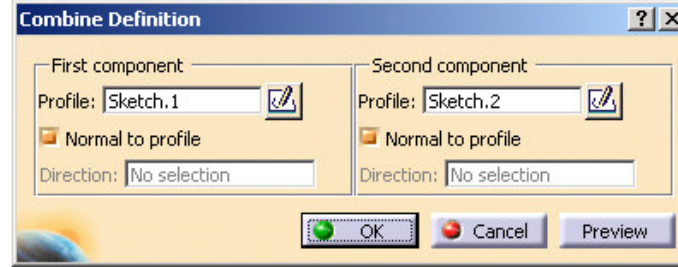 Combine Definition
? X
First component
Second component
Profile: Sketch.1
Profile: Sketch.2
Normal to profile
Normal to profile
Direction: No selection
Direction: No selection
OK
Cancel
Preview